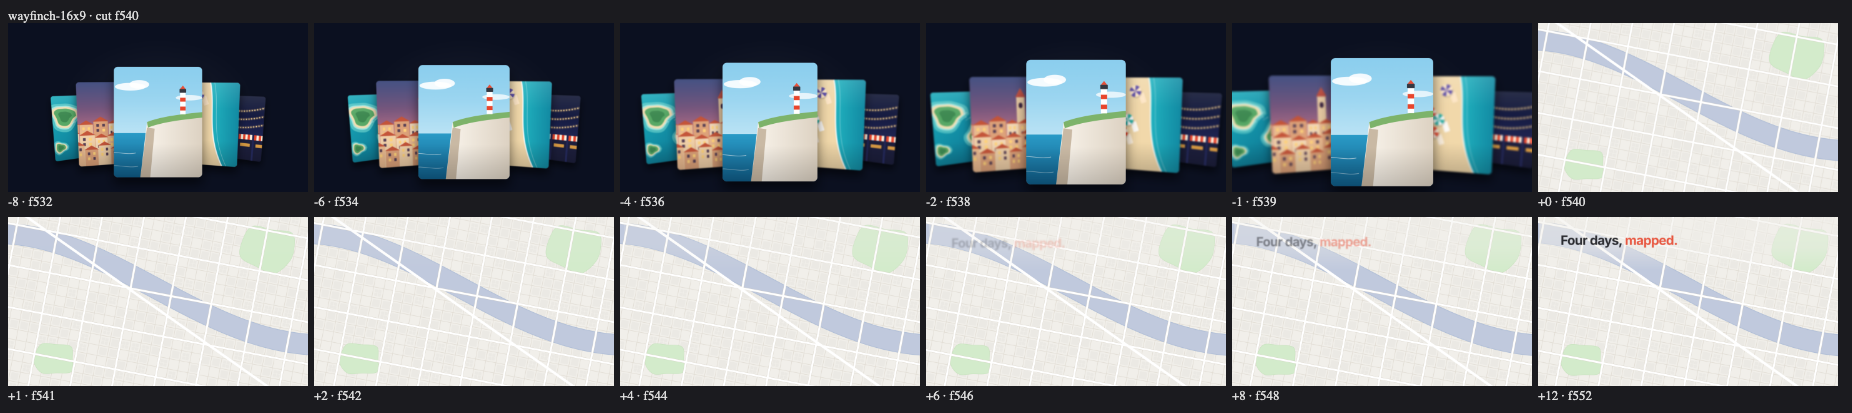 wayfinch-16x9 · cut f540
-8 · f532
-6 · f534
-4 · f536
-2 · f538
-1 · f539
+0 · f540
+1 · f541
+2 · f542
+4 · f544
Four days, mapped.
+6 · f546
Four days, mapped.
+8 · f548
Four days, mapped.
+12 · f552